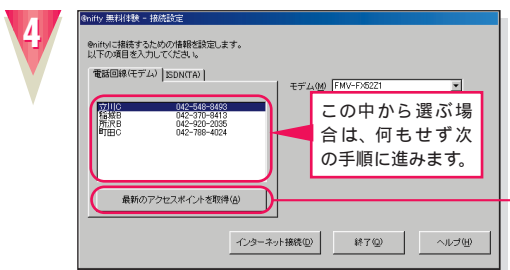 4
@nifty 無料体験 - 接続設定
@niftyに接続するための情報を設定します。
以下の項目を入力してください。
電話回線(モデム) ISDN(TA)
モデム(M) FMV-FX52Z1
立川C 042-548-8493
稲城B 042-370-8413
所沢B 042-920-2035
町田C 042-788-4024
この中から選ぶ場
合は、何もせず次
の手順に進みます。
最新のアクセスポイントを取得(A)
インターネット接続(D) 終了(Q) ヘルプ(H)